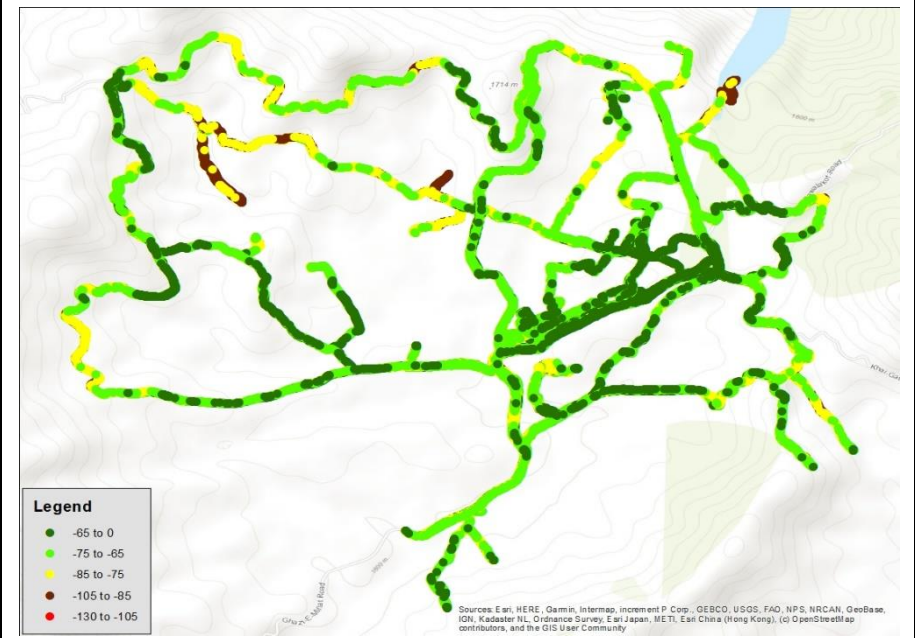 1714 m
Legend
-65 to 0
-75 to -65
-85 to -75
-105 to -85
-130 to -105
Road
Sources: Esri, HERE, Garmin, Intermap, increment P Corp., GEBCO, USGS, FAO, NPS, NRCAN, GeoBase,
IGN, Kadaster NL, Ordnance Survey, Esri Japan, METI, Esri China (Hong Kong), (c) OpenStreetMap
contributors, and the GIS User Community